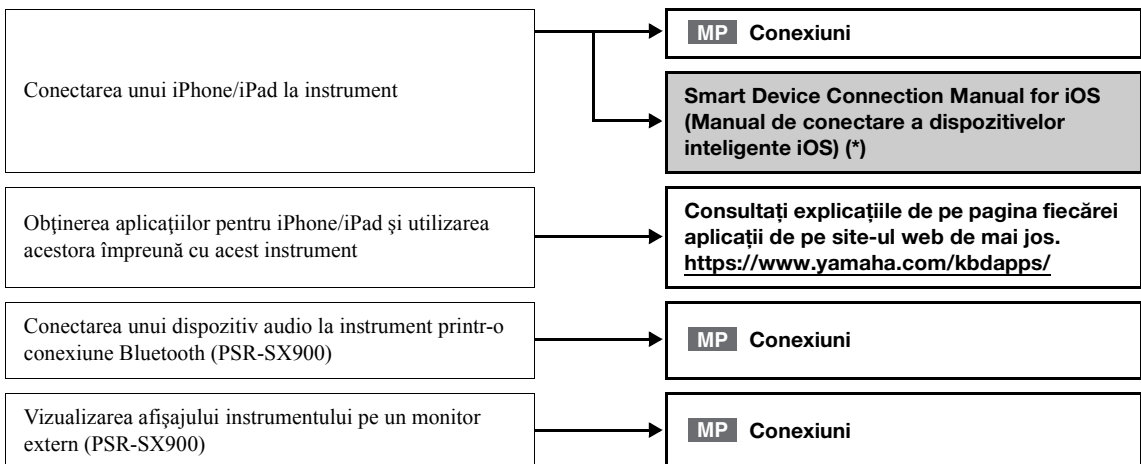 Conectarea unui iPhone/iPad la instrument
MP Conexiuni
Smart Device Connection Manual for iOS
(Manual de conectare a dispozitivelor
inteligente iOS) (*)
Obţinerea aplicaţiilor pentru iPhone/iPad şi utilizarea
acestora împreună cu acest instrument
Consultați explicațiile de pe pagina fiecărei
aplicații de pe site-ul web de mai jos.
https://www.yamaha.com/kbdapps/
Conectarea unui dispozitiv audio la instrument printr-o
conexiune Bluetooth (PSR-SX900)
MP Conexiuni
Vizualizarea afişajului instrumentului pe un monitor
extern (PSR-SX900)
MP Conexiuni